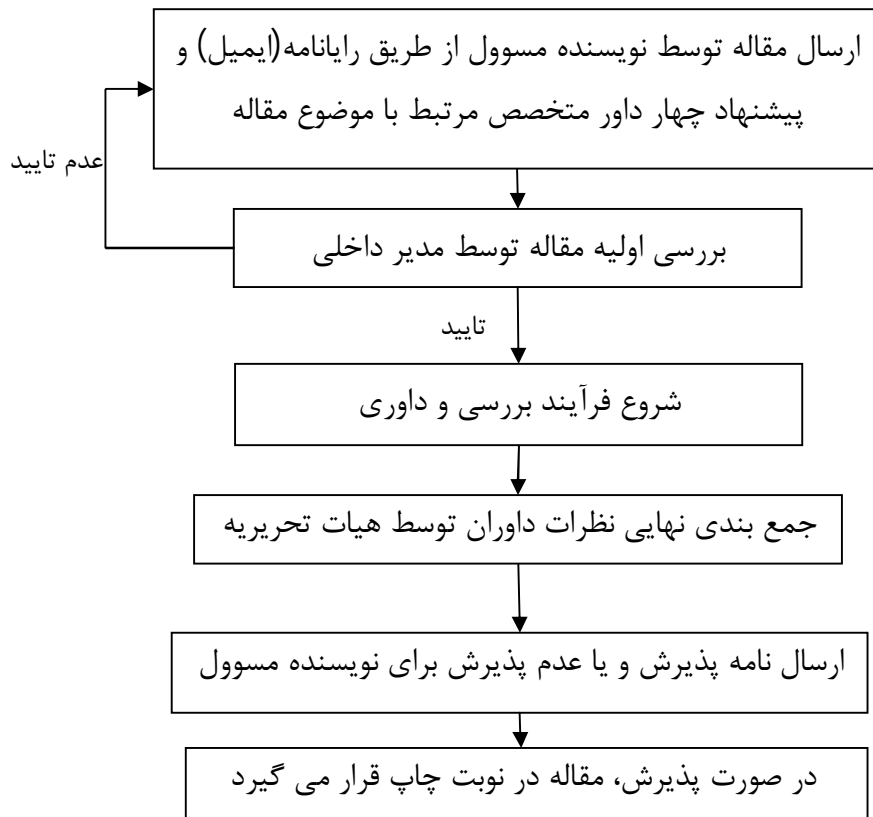 ارسال مقاله توسط نویسنده مسوول از طریق رایانامه(ایمیل) و
پیشنهاد چهار داور متخصص مرتبط با موضوع مقاله
عدم تایید
بررسی اولیه مقاله توسط مدیر داخلی
تایید
شروع فرآیند بررسی و داوری
جمع بندی نهایی نظرات داوران توسط هیات تحریریه
ارسال نامه پذیرش و یا عدم پذیرش برای نویسنده مسوول
در صورت پذیرش، مقاله در نوبت چاپ قرار می گیرد